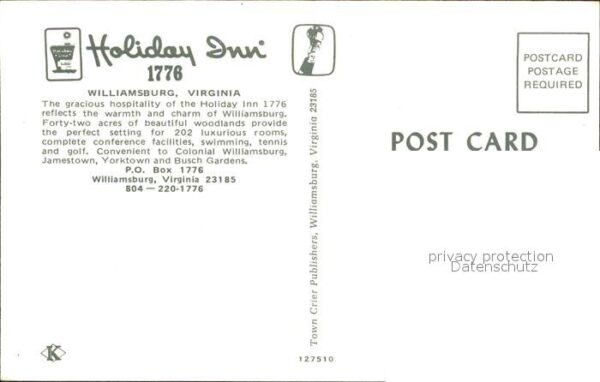 Holiday Inn
1776
WILLIAMSBURG, VIRGINIA
The gracious hospitality of the Holiday Inn 1776
reflects the warmth and charm of Williamsburg.
Forty-two acres of beautiful woodlands provide
the perfect setting for 202 luxurious rooms,
complete conference facilities, swimming, tennis
and golf. Convenient to Colonial Williamsburg,
Jamestown, Yorktown and Busch Gardens.
P.O. Box 1776
Williamsburg, Virginia 23185
804 — 220-1776
K
Town Crier Publishers, Williamsburg, Virginia 23185
127510
POSTCARD
POSTAGE
REQUIRED
POST CARD
privacy protection
Datenschutz